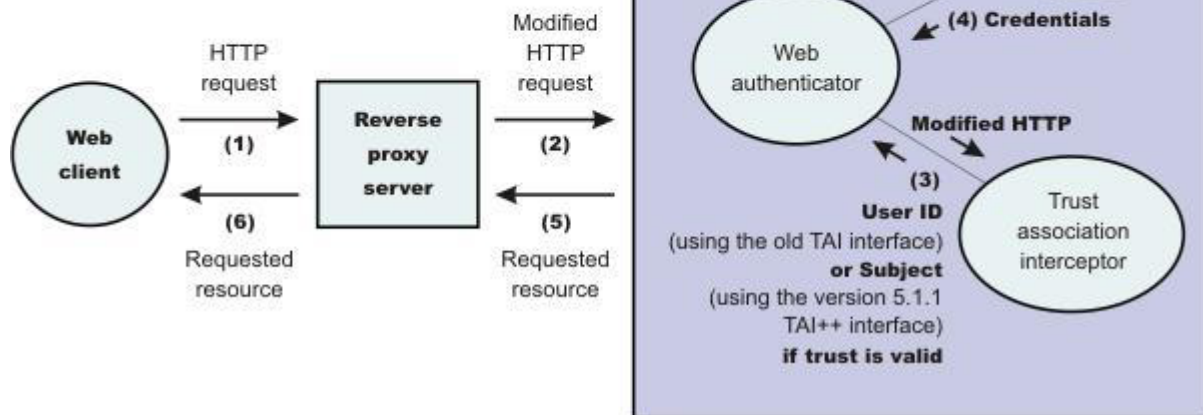 Web
client
HTTP
request
(1)
(6)
Requested
resource
Reverse
proxy
server
Modified
HTTP
request
(2)
(5)
Requested
resource
(4) Credentials
Web
authenticator
Modified HTTP
(3)
User ID
(using the old TAI interface)
or Subject
(using the version 5.1.1
TAI++ interface)
if trust is valid
Trust
association
interceptor